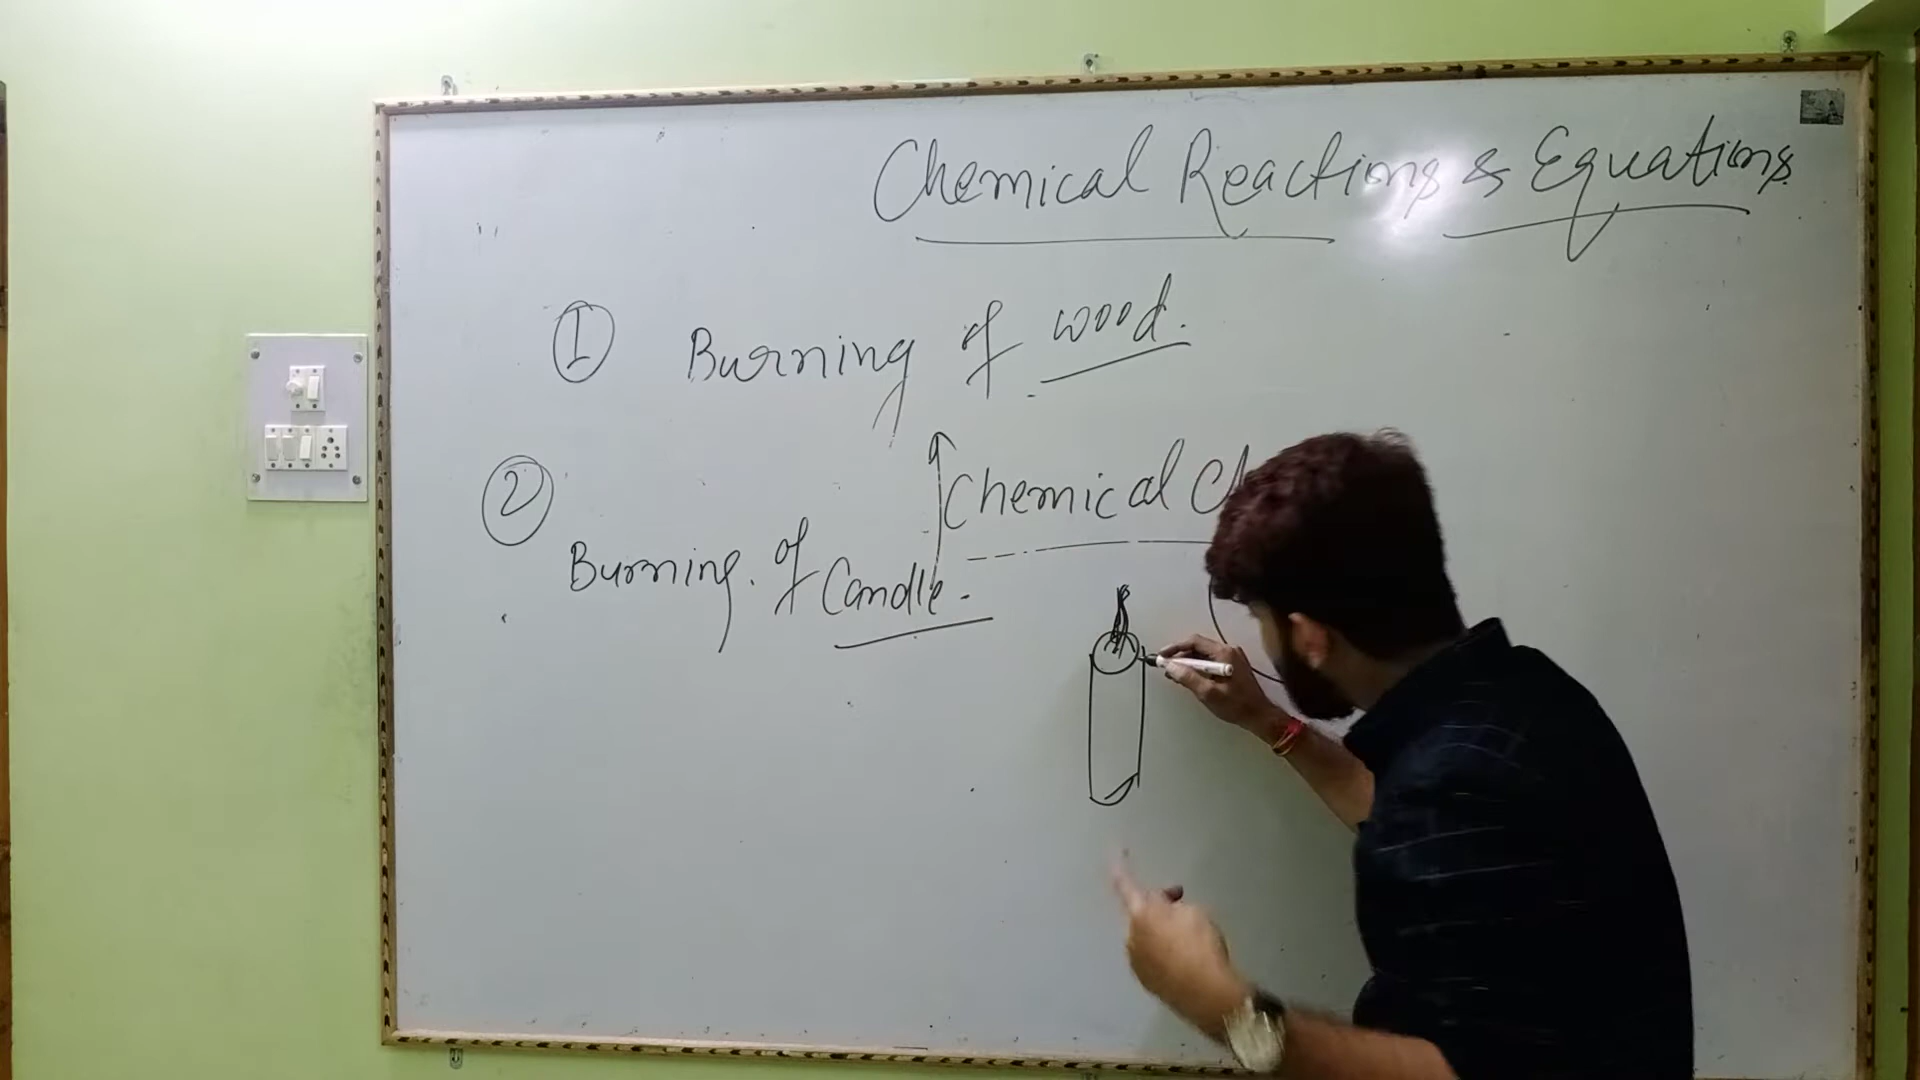 Chemical Reactions & Equations
1 Burning of wood.
Chemical
2 Burning. of Candle.